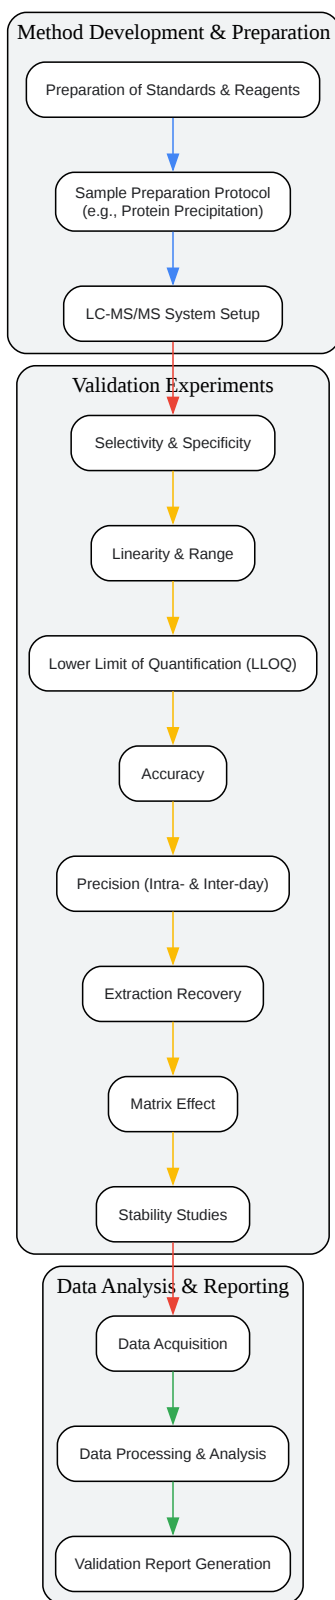 Method Development & Preparation
Preparation of Standards & Reagents
Sample Preparation Protocol
(e.g., Protein Precipitation)
LC-MS/MS System Setup
Validation Experiments
Selectivity & Specificity
Linearity & Range
Lower Limit of Quantification (LLOQ)
Accuracy
Precision (Intra- & Inter-day)
Extraction Recovery
Matrix Effect
Stability Studies
Data Analysis & Reporting
Data Acquisition
Data Processing & Analysis
Validation Report Generation